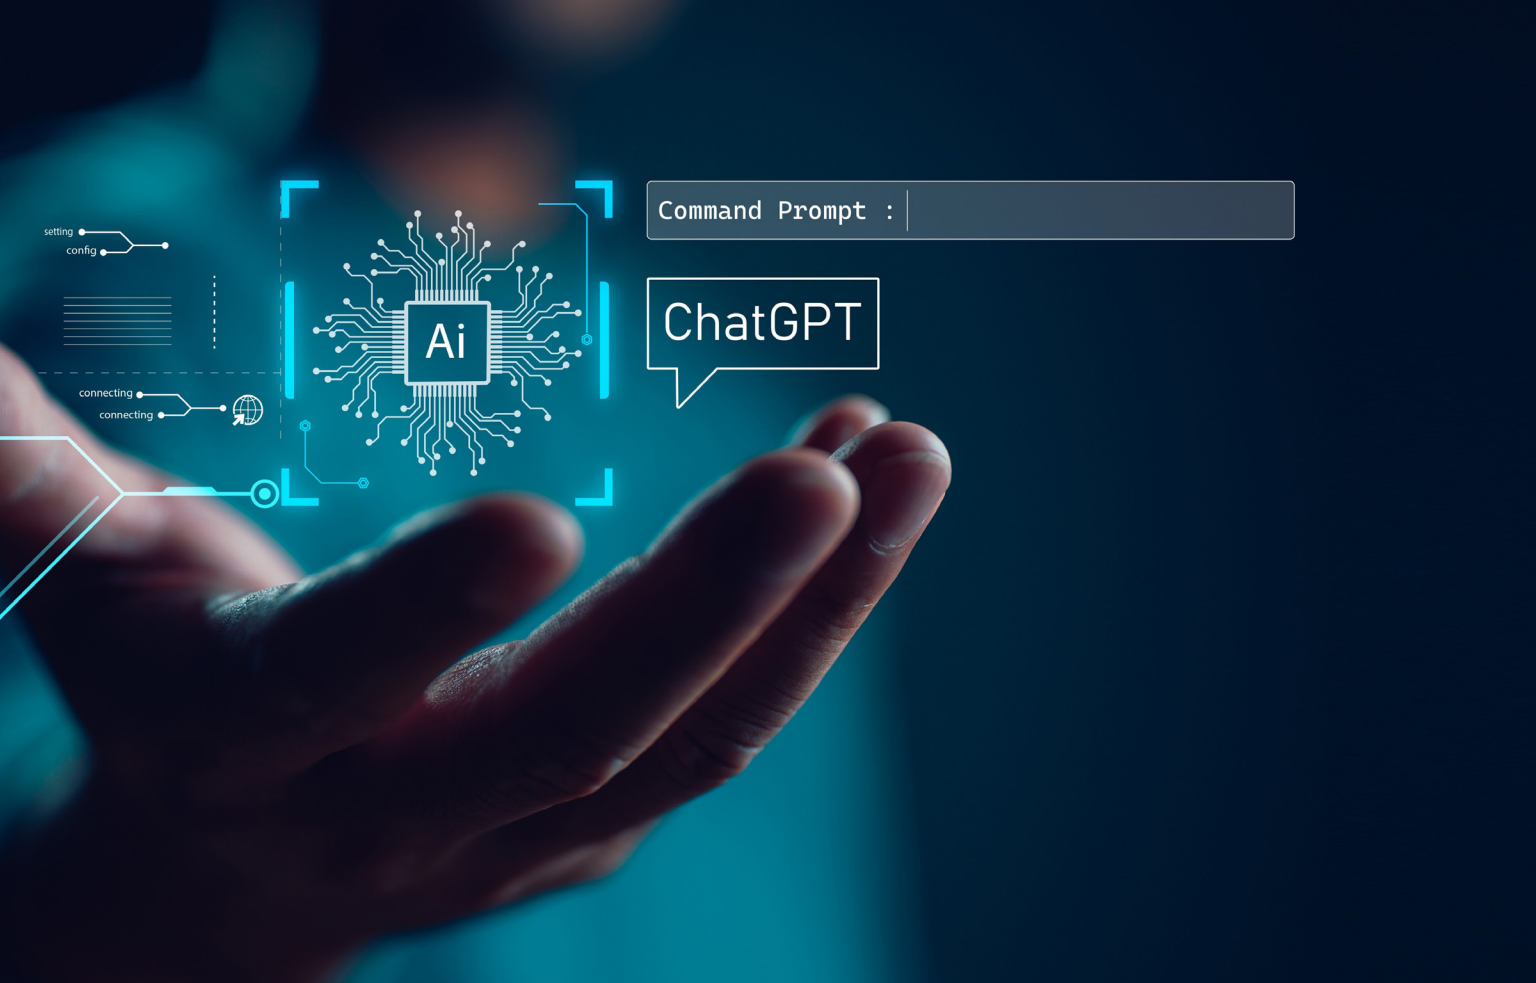 Command Prompt :
ChatGPT
Ai
setting
config
connecting
connecting